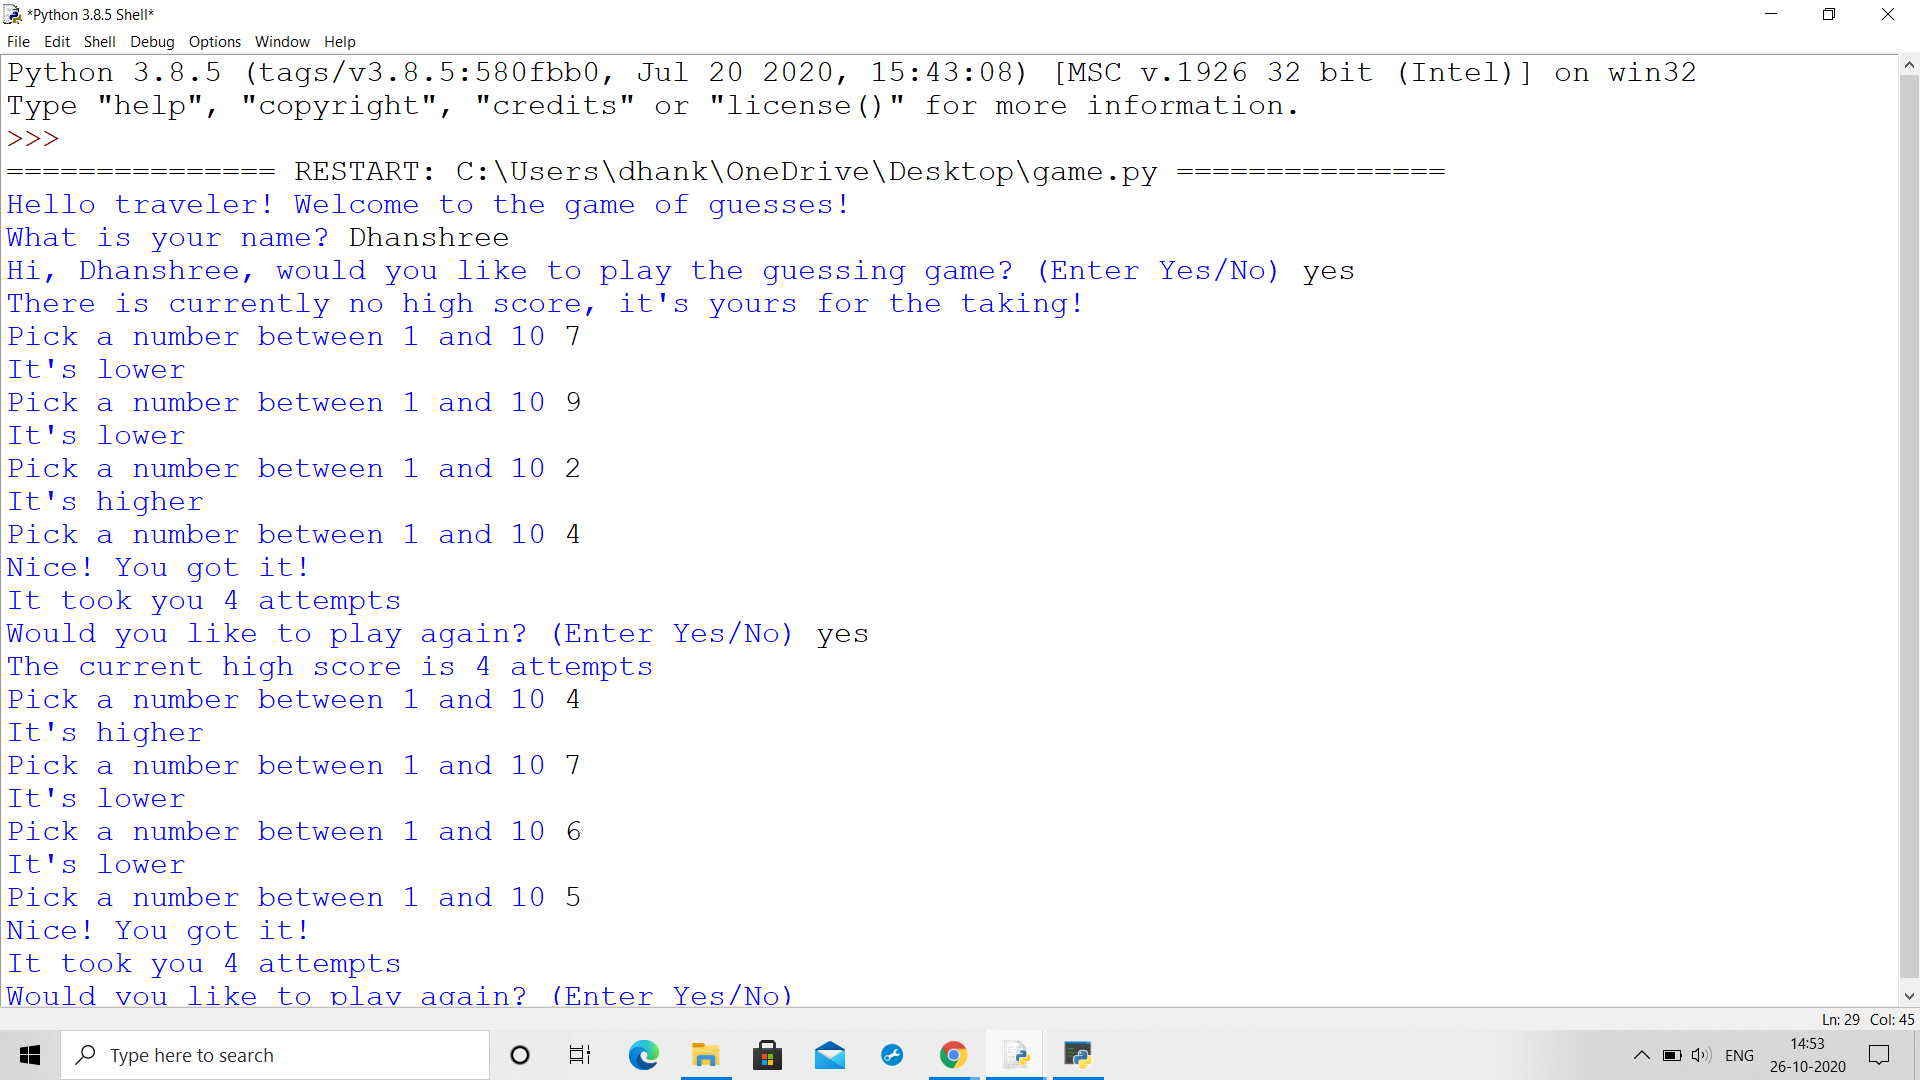 *Python 3.8.5 Shell*
File Edit Shell Debug Options Window Help
Python 3.8.5 (tags/v3.8.5:580fbb0, Jul 20 2020, 15:43:08) [MSC v.1926 32 bit (Intel)] on win32
Type "help", "copyright", "credits" or "license()" for more information.
>>>
=============== RESTART: C:\Users\dhank\OneDrive\Desktop\game.py ===============
Hello traveler! Welcome to the game of guesses!
What is your name? Dhanshree
Hi, Dhanshree, would you like to play the guessing game? (Enter Yes/No) yes
There is currently no high score, it's yours for the taking!
Pick a number between 1 and 10 7
It's lower
Pick a number between 1 and 10 9
It's lower
Pick a number between 1 and 10 2
It's higher
Pick a number between 1 and 10 4
Nice! You got it!
It took you 4 attempts
Would you like to play again? (Enter Yes/No) yes
The current high score is 4 attempts
Pick a number between 1 and 10 4
It's higher
Pick a number between 1 and 10 7
It's lower
Pick a number between 1 and 10 6
It's lower
Pick a number between 1 and 10 5
Nice! You got it!
It took you 4 attempts
Would you like to play again? (Enter Yes/No)
Ln: 29 Col: 45
Type here to search
ENG
14:53
26-10-2020